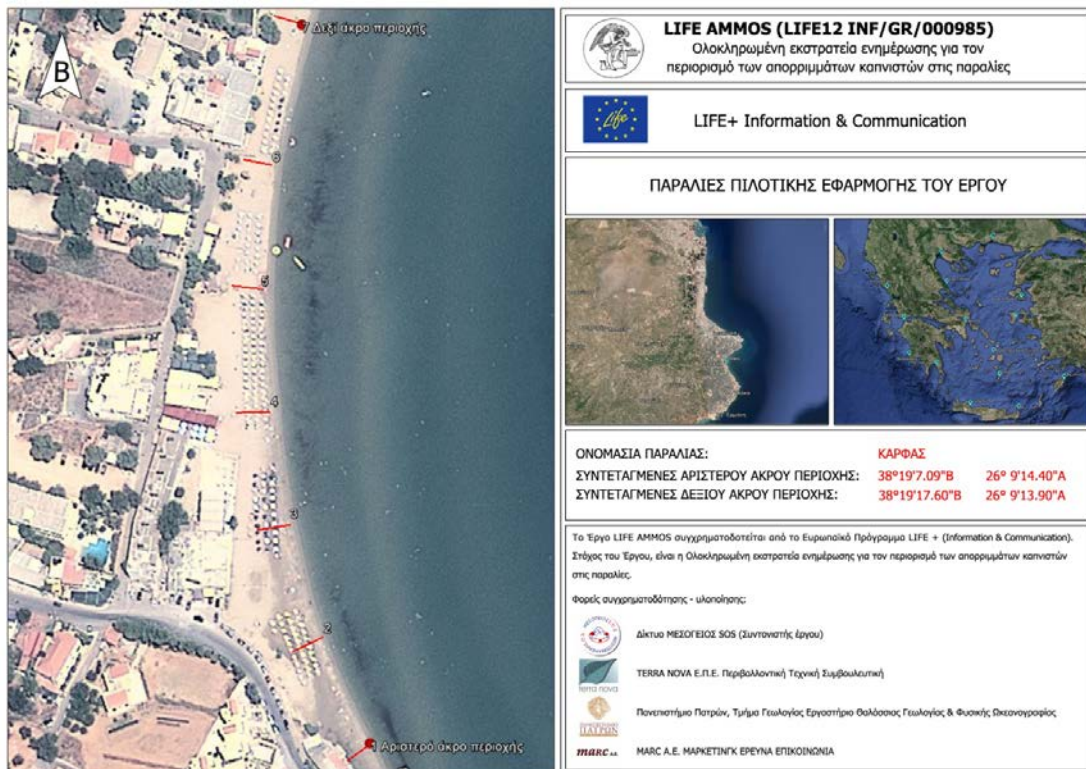 7 Δεξί άκρο περιοχής
Β
6
5
4
3
2
1 Αριστερό άκρο περιοχής
LIFE AMMOS (LIFE12 INF/GR/000985)
Ολοκληρωμένη εκστρατεία ενημέρωσης για τον
περιορισμό των απορριμμάτων καπνιστών στις παραλίες
Life
LIFE+ Information & Communication
ΠΑΡΑΛΙΕΣ ΠΙΛΟΤΙΚΗΣ ΕΦΑΡΜΟΓΗΣ ΤΟΥ ΕΡΓΟΥ
ΟΝΟΜΑΣΙΑ ΠΑΡΑΛΙΑΣ: ΚΑΡΦΑΣ
ΣΥΝΤΕΤΑΓΜΕΝΕΣ ΑΡΙΣΤΕΡΟΥ ΑΚΡΟΥ ΠΕΡΙΟΧΗΣ: 38°19'7.09"Β 26° 9'14.40"Α
ΣΥΝΤΕΤΑΓΜΕΝΕΣ ΔΕΞΙΟΥ ΑΚΡΟΥ ΠΕΡΙΟΧΗΣ: 38°19'17.60"Β 26° 9'13.90"Α
Το Έργο LIFE AMMOS συγχρηματοδοτείται από το Ευρωπαϊκό Πρόγραμμα LIFE + (Information & Communication).
Στόχος του Έργου, είναι η Ολοκληρωμένη εκστρατεία ενημέρωσης για τον περιορισμό των απορριμμάτων καπνιστών
στις παραλίες.
Φορείς συγχρηματοδότησης - υλοποίησης:
Δίκτυο ΜΕΣΟΓΕΙΟΣ SOS (Συντονιστής έργου)
terra nova
TERRA NOVA Ε.Π.Ε. Περιβαλλοντική Τεχνική Συμβουλευτική
ΠΑΤΡΩΝ
Πανεπιστήμιο Πατρών, Τμήμα Γεωλογίας Εργαστήριο Θαλάσσιας Γεωλογίας & Φυσικής Ωκεανογραφίας
marc A.E.
MARC A.E. ΜΑΡΚΕΤΙΝΓΚ ΕΡΕΥΝΑ ΕΠΙΚΟΙΝΩΝΙΑ